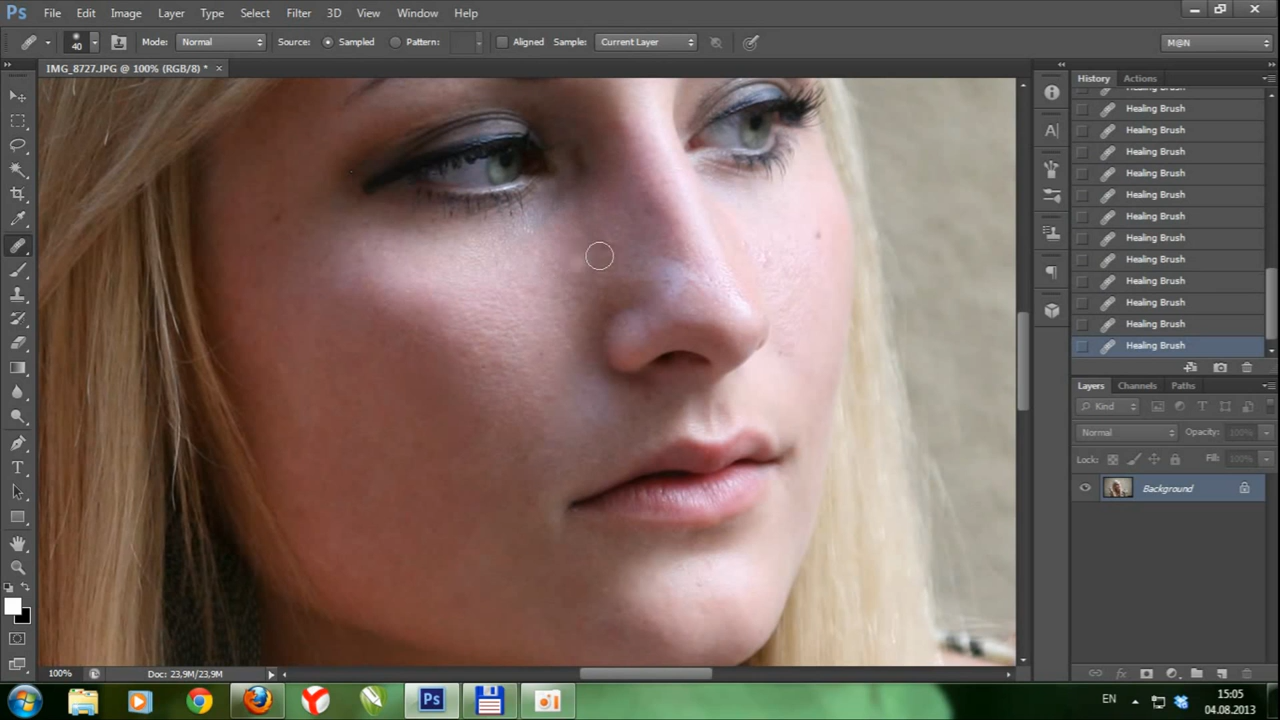 Ps File Edit Image Layer Type Select Filter 3D View Window Help
40 Mode: Normal Source: Sampled Pattern: Aligned Sample: Current Layer M@N
IMG_8727.JPG @ 100% (RGB/8) * ×
History Actions
Healing Brush
Healing Brush
Healing Brush
Healing Brush
Healing Brush
Healing Brush
Healing Brush
Healing Brush
Healing Brush
Healing Brush
Healing Brush
Healing Brush
Healing Brush
Layers Channels Paths
Kind
Normal Opacity: 100%
Lock: Fill: 100%
Background
100% Doc: 23,9M/23,9M
Ps EN 15:05
04.08.2013